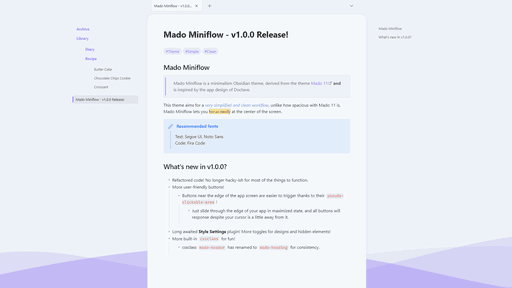 Mado Miniflow - v1.0.0 Rel...
Archive
Library
Diary
Recipe
Butter Cake
Chocolate Chips Cookie
Croissant
Mado Miniflow - v1.0.0 Release
Mado Miniflow - v1.0.0 Release!
#Theme #Simple #Clean
Mado Miniflow
Mado Miniflow is a minimalism Obsidian theme, derived from the theme Mado 11 and
is inspired by the app design of Dactave.
This theme aims for a very simplified and clean workflow, unlike how spacious with Mado 11 is,
Mado Miniflow lets you focus easily at the center of the screen.
Recommend fonts
Text: Segoe UI, Noto Sans
Code: Fira Code
What's new in v1.0.0?
Refactored code! No longer hacky-ish for most of the things to function.
More user-friendly buttons!
Buttons near the edge of the app screen are easier to trigger thanks to their pseudo-
clickable-area!
Just slide through the edge of your app in maximized state, and all buttons will
response despite your cursor is a little away from it.
Long awaited Style Settings plugin! More toggles for designs and hidden elements!
More built-in cssclass for fun!
cssclass mado-header has renamed to mado-heading for consistency.
Mado Miniflow
What's new in v1.0.0?